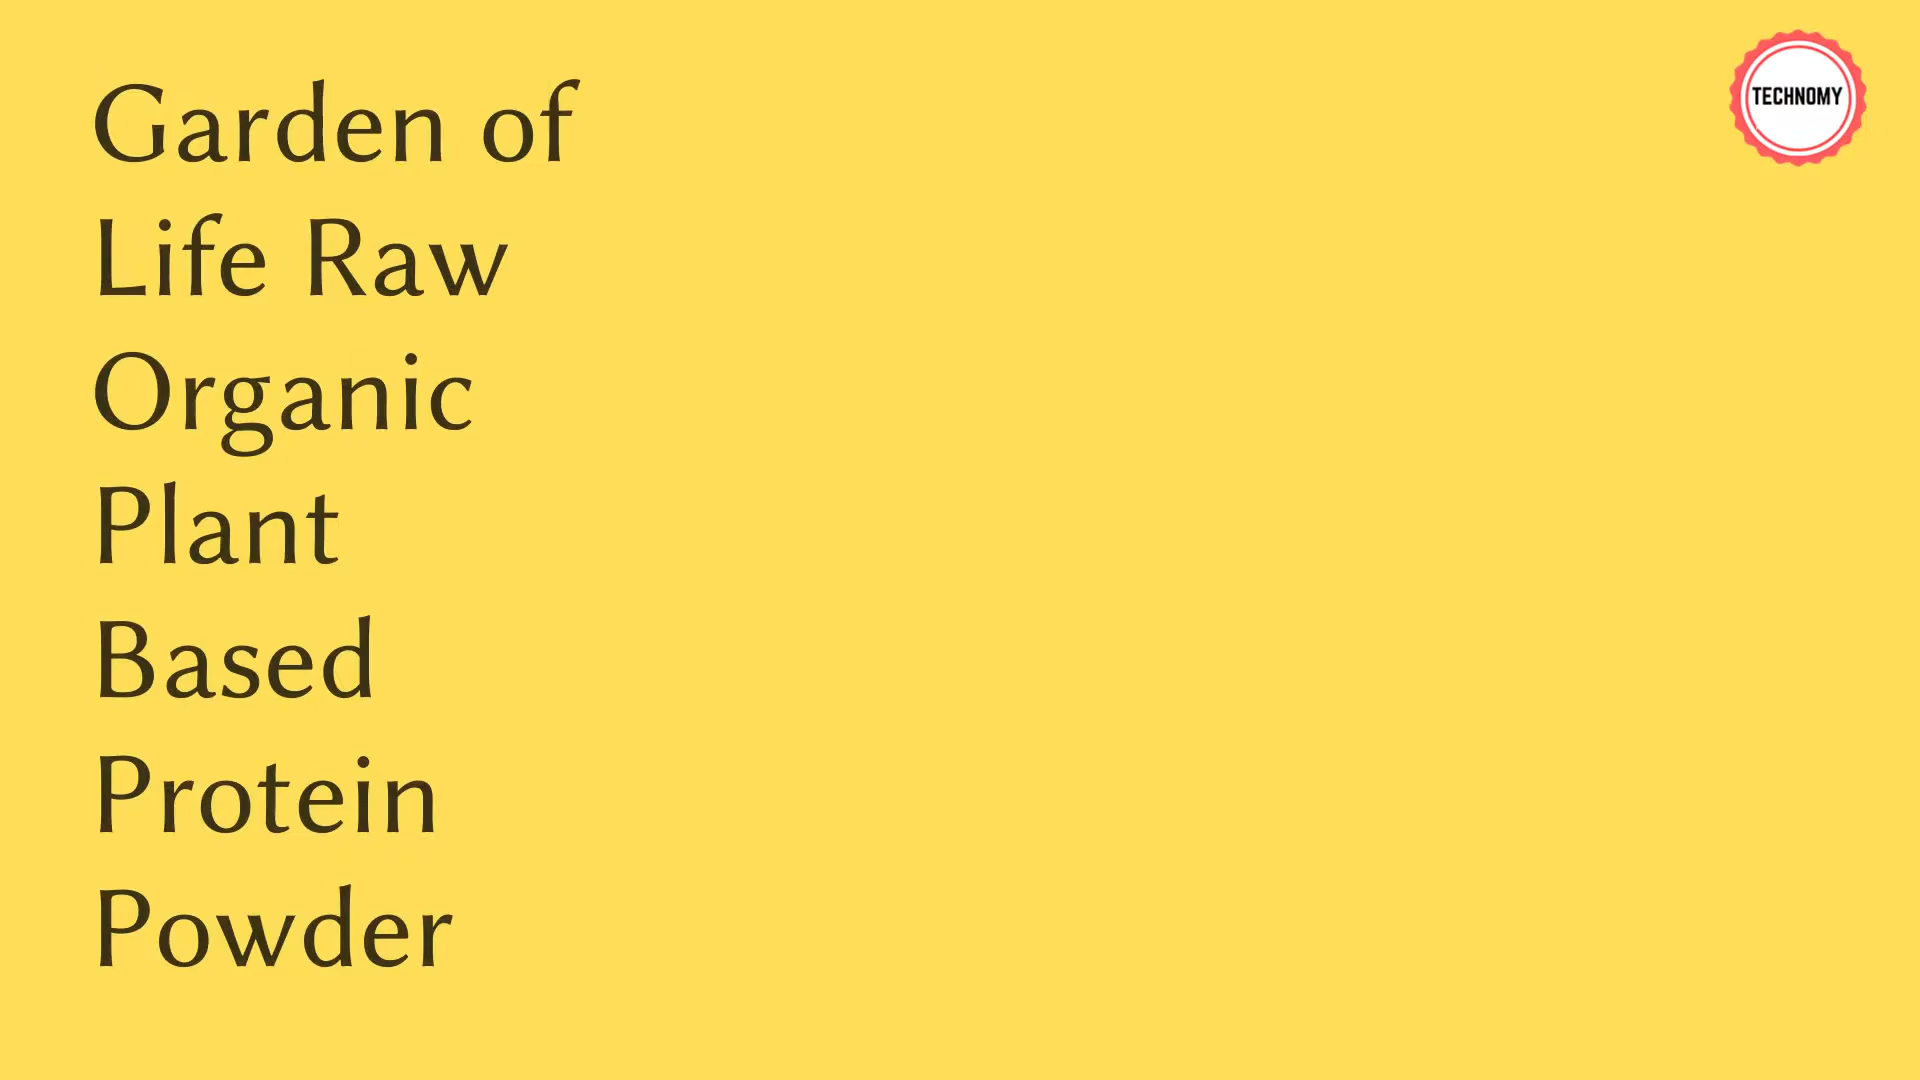 Garden of
Life Raw
Organic
Plant
Based
Protein
Powder
TECHNOMY